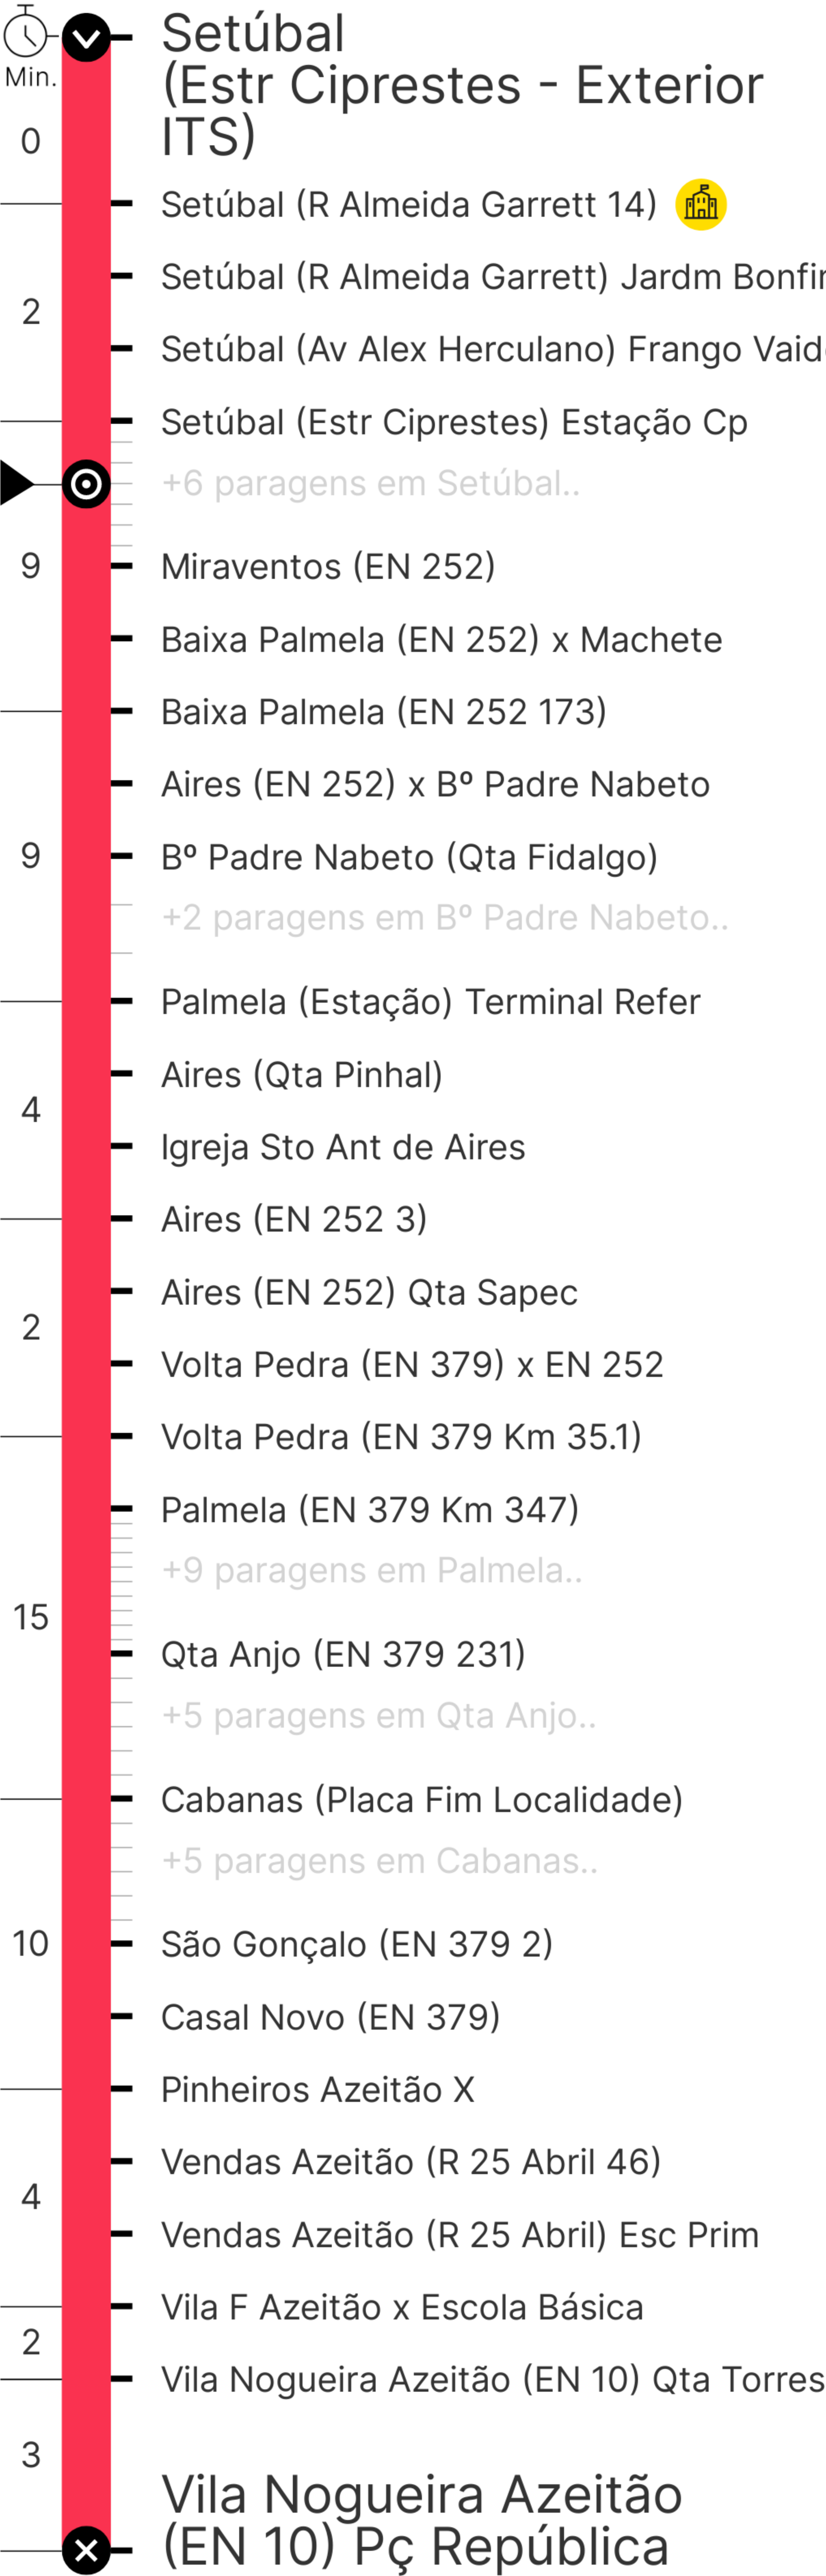 Setúbal
(Estr Ciprestes - Exterior
ITS)
Min.
0
Setúbal (R Almeida Garrett 14)
Setúbal (R Almeida Garrett) Jardm
2
Setúbal (Av Alex Herculano) Frango
Setúbal (Estr Ciprestes) Estação Cp
+6 paragens em Setúbal..
9
Miraventos (EN 252)
Baixa Palmela (EN 252) x Machete
Baixa Palmela (EN 252 173)
Aires (EN 252) x Bº Padre Nabeto
9
Bº Padre Nabeto (Qta Fidalgo)
+2 paragens em Bº Padre Nabeto..
Palmela (Estação) Terminal Refer
Aires (Qta Pinhal)
4
Igreja Sto Ant de Aires
Aires (EN 252 3)
Aires (EN 252) Qta Sapec
2
Volta Pedra (EN 379) x EN 252
Volta Pedra (EN 379 Km 35.1)
Palmela (EN 379 Km 347)
+9 paragens em Palmela..
15
Qta Anjo (EN 379 231)
+5 paragens em Qta Anjo..
Cabanas (Placa Fim Localidade)
+5 paragens em Cabanas..
10
São Gonçalo (EN 379 2)
Casal Novo (EN 379)
Pinheiros Azeitão X
Vendas Azeitão (R 25 Abril 46)
4
Vendas Azeitão (R 25 Abril) Esc Prim
Vila F Azeitão x Escola Básica
2
Vila Nogueira Azeitão (EN 10) Qta Torres
3
Vila Nogueira Azeitão
(EN 10) Pç República